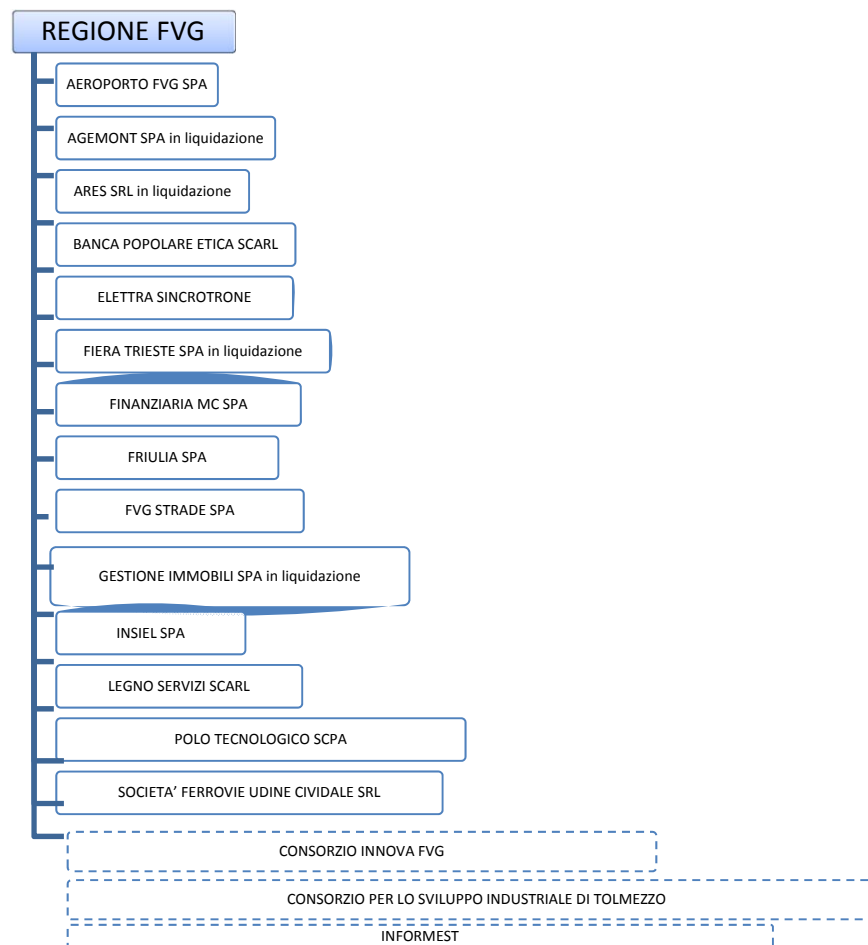 REGIONE FVG
AEROPORTO FVG SPA
AGEMONT SPA in liquidazione
ARES SRL in liquidazione
BANCA POPOLARE ETICA SCARL
ELETTRA SINCROTRONE
FIERA TRIESTE SPA in liquidazione
FINANZIARIA MC SPA
FRIULIA SPA
FVG STRADE SPA
GESTIONE IMMOBILI SPA in liquidazione
INSIEL SPA
LEGNO SERVIZI SCARL
POLO TECNOLOGICO SCPA
SOCIETA’ FERROVIE UDINE CIVIDALE SRL
CONSORZIO INNOVA FVG
CONSORZIO PER LO SVILUPPO INDUSTRIALE DI TOLMEZZO
INFORMEST